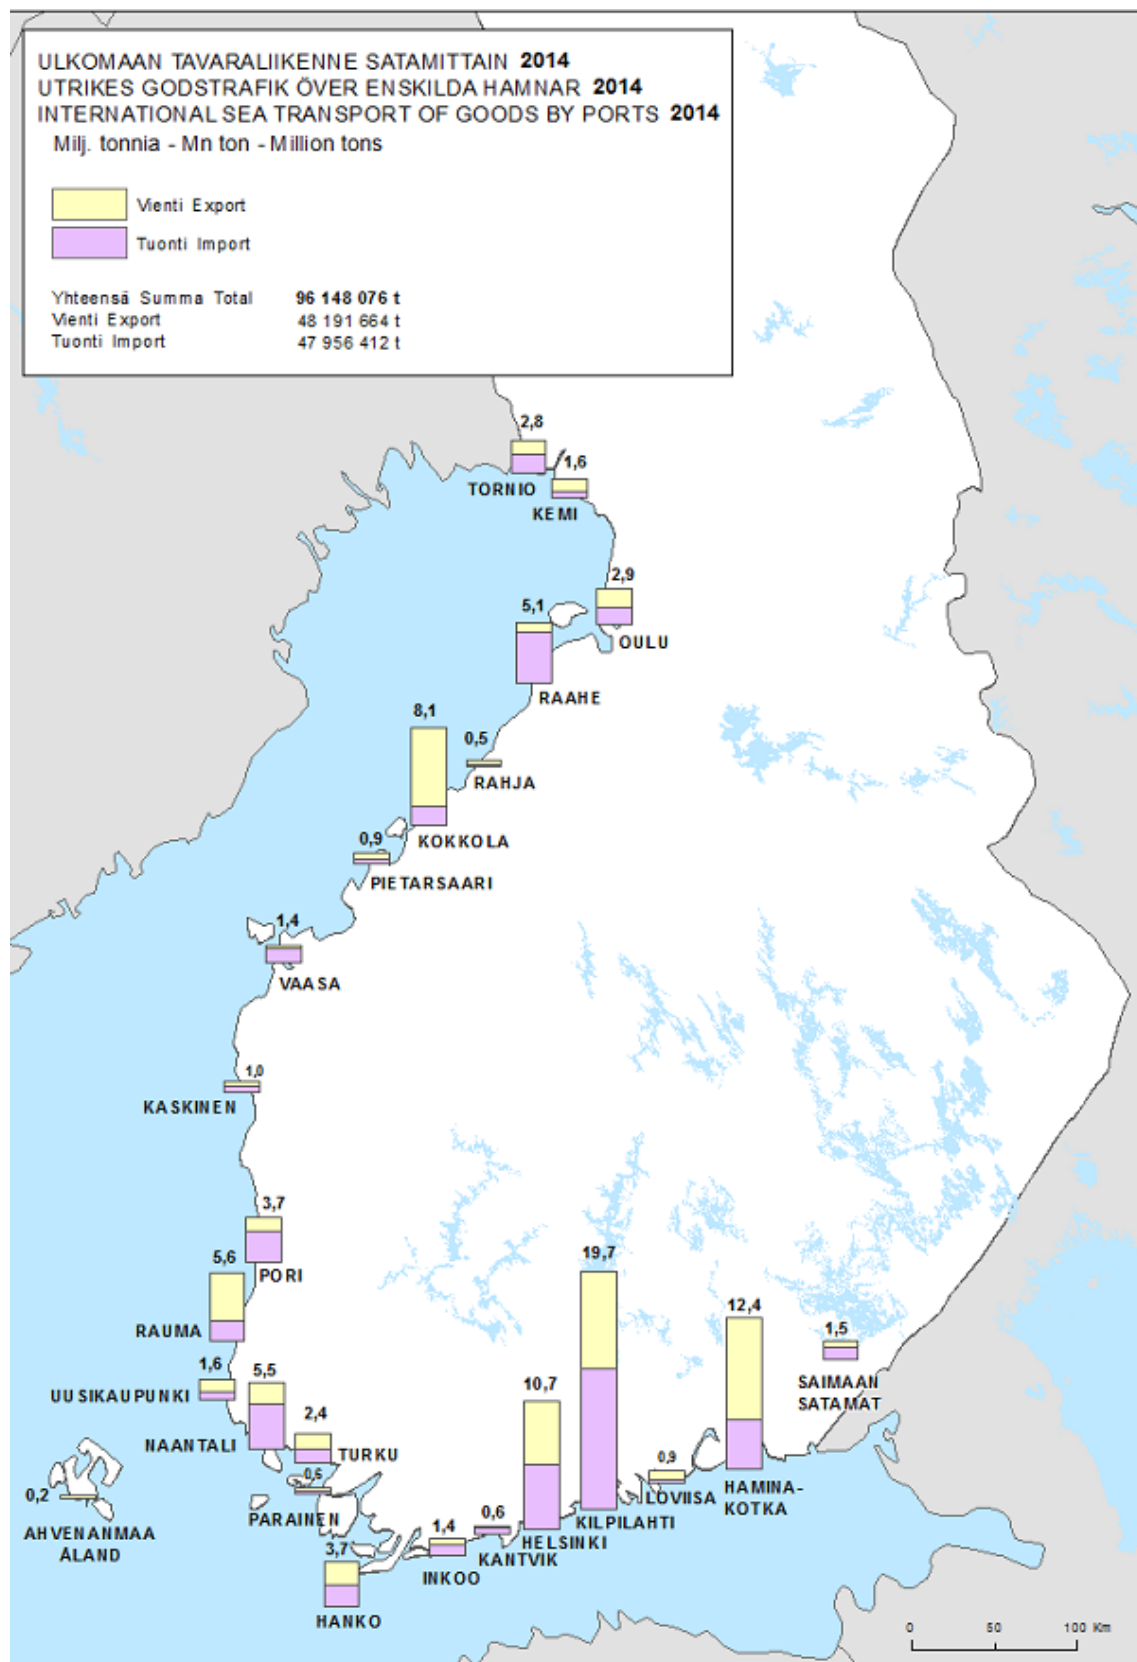 ULKOMAAN TAVARALIIKENNE SATAMITTAIN 2014
UTRIKES GODSTRAFIK ÖVER ENSKILDA HAMNAR 2014
INTERNATIONAL SEA TRANSPORT OF GOODS BY PORTS 2014
Milj. tonnia - Mn ton - Million tons
Vienti Export
Tuonti Import
Yhteensä Summa Total 96 148 076 t
Vienti Export 48 191 664 t
Tuonti Import 47 956 412 t
2,8
TORNIO
1,6
KEMI
2,9
OULU
5,1
RAAHE
8,1
KOKKOLA
0,5
RAHJA
0,9
PIETARSAARI
1,4
VAASA
1,0
KASKINEN
3,7
PORI
5,6
RAUMA
1,6
UUSIKAUPUNKI
5,5
NAANTALI
2,4
TURKU
0,6
PARAINEN
0,2
AHVENANMAA
ÅLAND
3,7
HANKO
1,4
INKOO
0,6
KANTVIK
10,7
HELSINKI
19,7
KILPILAHTI
0,9
LOVIISA
12,4
HAMINA-
KOTKA
1,5
SAIMAAN
SATAMAT
0 50 100 Km